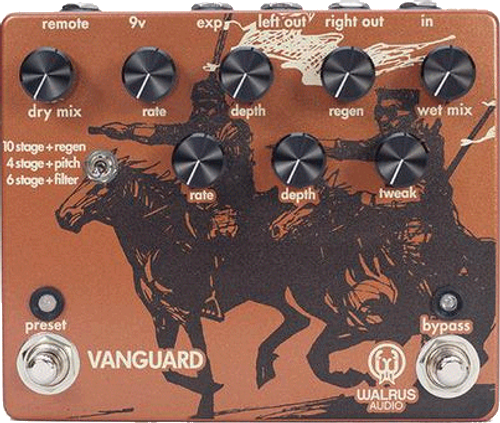 remote 9v exp left out right out in
dry mix rate depth regen wet mix
10 stage + regen
4 stage + pitch
6 stage + filter
rate depth tweak
preset bypass
VANGUARD
WALRUS
AUDIO